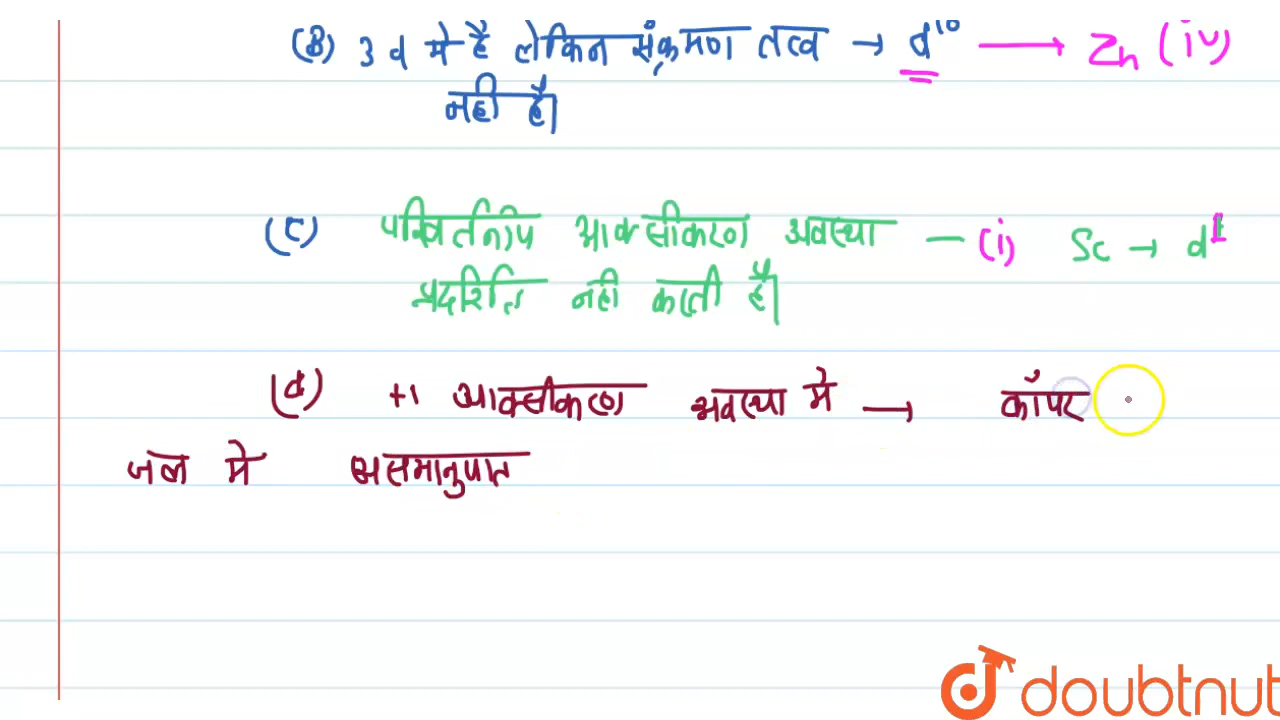 (B) 3d मे है लेकिन संक्रमण तत्व → d¹⁰ → Zn (iv)
नही है।
(C) परिवर्तनीय आक्सीकरण अवस्था — (i) Sc → d¹
प्रदर्शित नही करती है।
(d) +1 आक्सीकरण अवस्था मे → कॉपर
जल मे असमानुपात
doubtnut